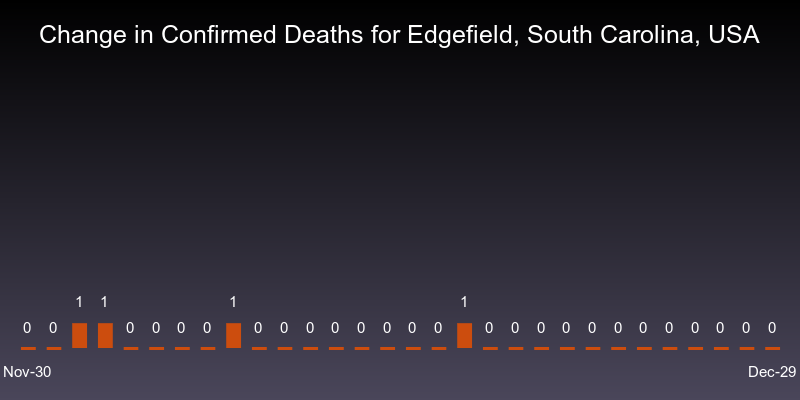 Change in Confirmed Deaths for Edgefield, South Carolina, USA
1 1 1 1
0 0 0 0 0 0 0 0 0 0 0 0 0 0 0 0 0 0 0 0 0 0 0 0 0 0
Nov-30 Dec-29